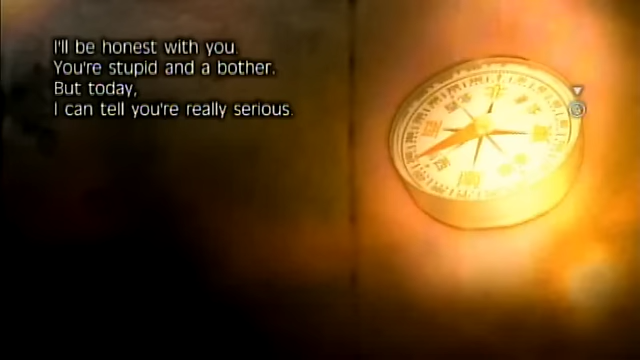 I'll be honest with you.
You're stupid and a bother.
But today,
I can tell you're really serious.